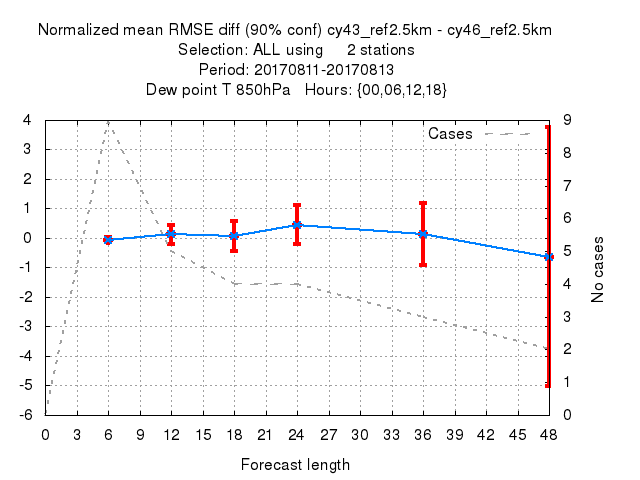 Normalized mean RMSE diff (90% conf) cy43_ref2.5km - cy46_ref2.5km
Selection: ALL using     2 stations
Period: 20170811-20170813
Dew point T 850hPa   Hours: {00,06,12,18}
Cases
4
3
2
1
0
-1
-2
-3
-4
-5
-6
9
8
7
6
5
4
3
2
1
0
No cases
0 3 6 9 12 15 18 21 24 27 30 33 36 39 42 45 48
Forecast length